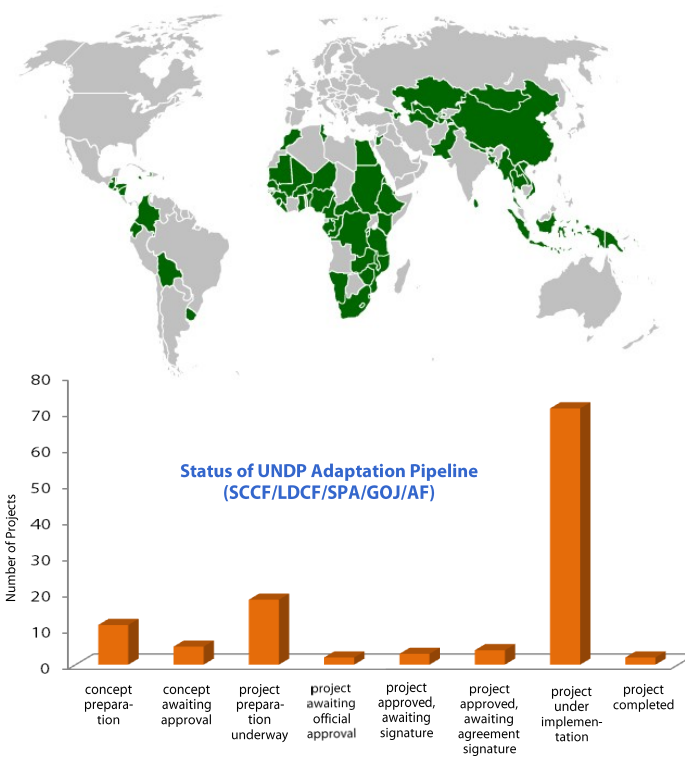 80
70
60
50
40
30
20
10
0
Number of Projects
Status of UNDP Adaptation Pipeline
(SCCF/LDCF/SPA/GOJ/AF)
concept
prepara-
tion
concept
awaiting
approval
project
prepara-
tion
underway
project
awaiting
official
approval
project
approved,
awaiting
signature
project
approved,
awaiting
agreement
signature
project
under
implemen-
tation
project
completed